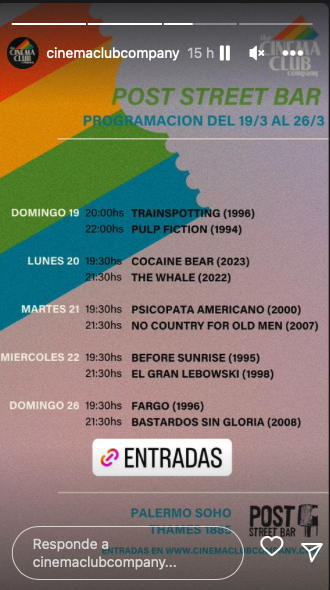 cinemaclubcompany 15 h
the
CINEMA
CLUB
company
POST STREET BAR
PROGRAMACION DEL 19/3 AL 26/3
DOMINGO 19 20:00hs TRAINSPOTTING (1996)
22:00hs PULP FICTION (1994)
LUNES 20 19:30hs COCAINE BEAR (2023)
21:30hs THE WHALE (2022)
MARTES 21 19:30hs PSICOPATA AMERICANO (2000)
21:30hs NO COUNTRY FOR OLD MEN (2007)
MIERCOLES 22 19:30hs BEFORE SUNRISE (1995)
21:30hs EL GRAN LEBOWSKI (1998)
DOMINGO 26 19:30hs FARGO (1996)
21:30hs BASTARDOS SIN GLORIA (2008)
ENTRADAS
PALERMO SOHO
THAMES 1885
POST
STREET BAR
Responde a
cinemaclubcompany...
ENTRADAS EN WWW.CINEMACLUBCOMPANY.C